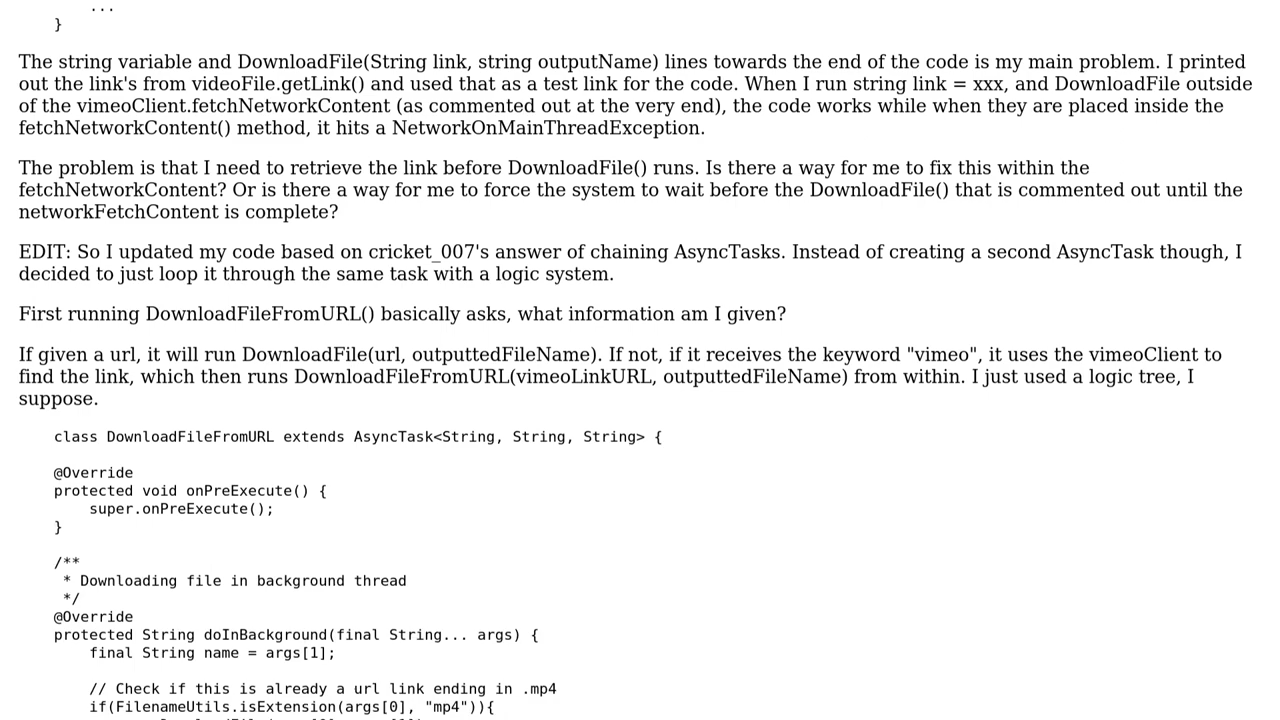 ...
}
The string variable and DownloadFile(String link, string outputName) lines towards the end of the code is my main problem. I printed
out the link's from videoFile.getLink() and used that as a test link for the code. When I run string link = xxx, and DownloadFile outside
of the vimeoClient.fetchNetworkContent (as commented out at the very end), the code works while when they are placed inside the
fetchNetworkContent() method, it hits a NetworkOnMainThreadException.
The problem is that I need to retrieve the link before DownloadFile() runs. Is there a way for me to fix this within the
fetchNetworkContent? Or is there a way for me to force the system to wait before the DownloadFile() that is commented out until the
networkFetchContent is complete?
EDIT: So I updated my code based on cricket_007's answer of chaining AsyncTasks. Instead of creating a second AsyncTask though, I
decided to just loop it through the same task with a logic system.
First running DownloadFileFromURL() basically asks, what information am I given?
If given a url, it will run DownloadFile(url, outputtedFileName). If not, if it receives the keyword "vimeo", it uses the vimeoClient to
find the link, which then runs DownloadFileFromURL(vimeoLinkURL, outputtedFileName) from within. I just used a logic tree, I
suppose.
class DownloadFileFromURL extends AsyncTask<String, String, String> {
@Override
protected void onPreExecute() {
super.onPreExecute();
}
/**
* Downloading file in background thread
*/
@Override
protected String doInBackground(final String... args) {
final String name = args[1];
// Check if this is already a url link ending in .mp4
if(FilenameUtils.isExtension(args[0], "mp4")){